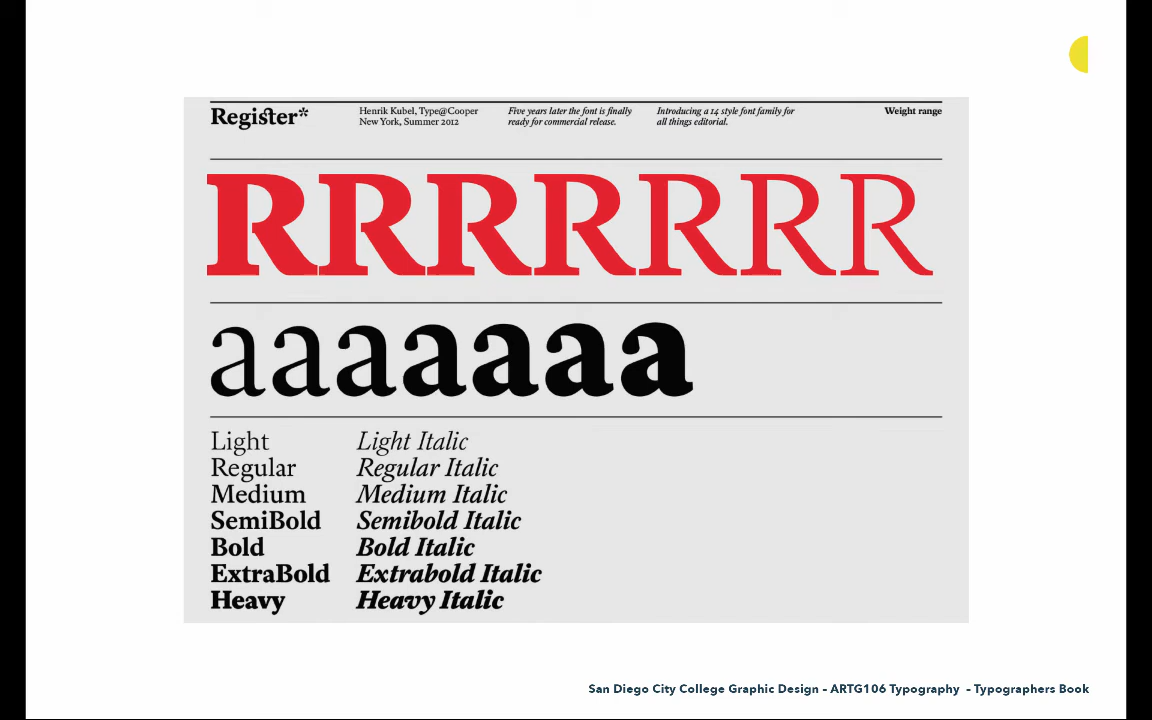 Register*
Henrik Kubel, Type@Cooper
New York, Summer 2012
Five years later the font is finally
ready for commercial release.
Introducing a 14 style font family for
all things editorial.
Weight range
RRRRRRR
aaaaaaa
Light
Light Italic
Regular
Regular Italic
Medium
Medium Italic
SemiBold
Semibold Italic
Bold
Bold Italic
ExtraBold
Extrabold Italic
Heavy
Heavy Italic
San Diego City College Graphic Design - ARTG106 Typography - Typographers Book